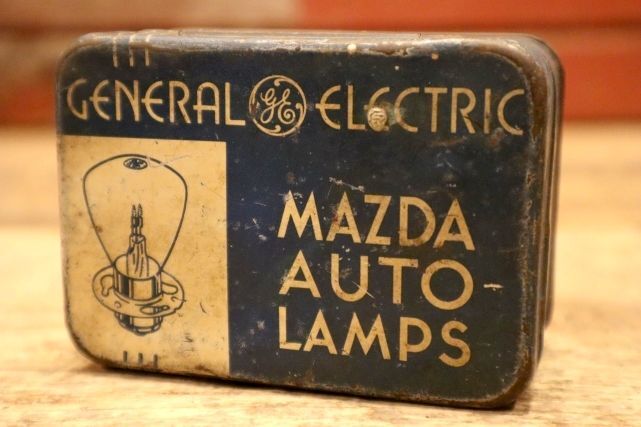 GENERAL GE ELECTRIC
MAZDA
AUTO-
LAMPS